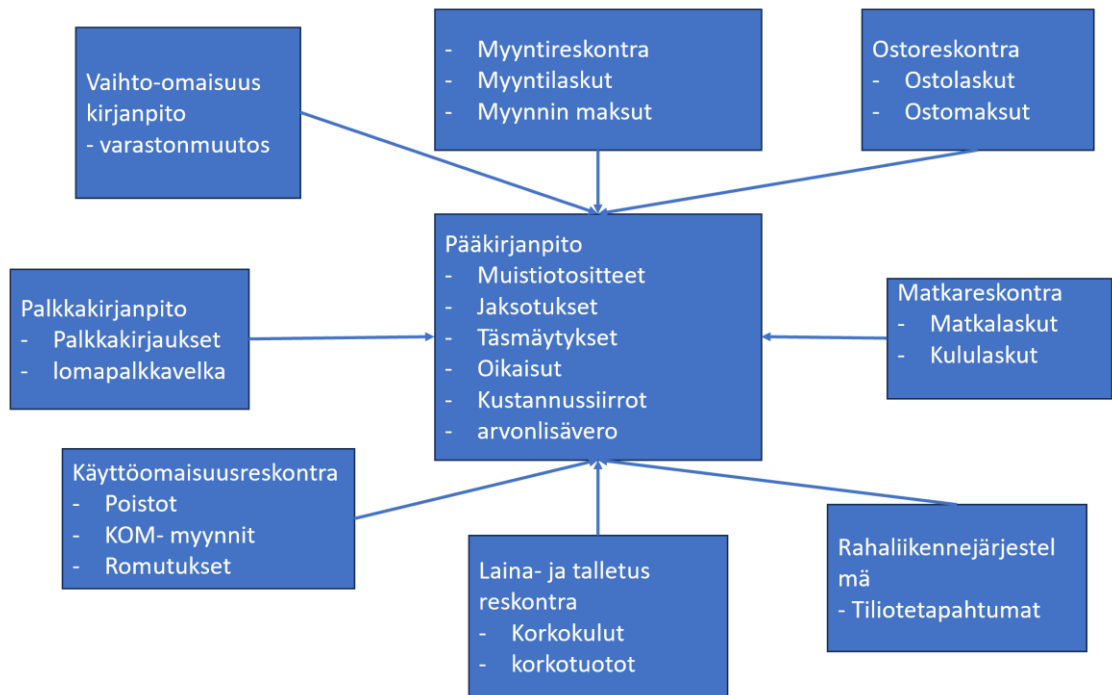 Vaihto-omaisuus
kirjanpito
- varastonmuutos
- Myyntireskontra
- Myyntilaskut
- Myynnin maksut
Ostoreskontra
- Ostolaskut
- Ostomaksut
Palkkakirjanpito
- Palkkakirjaukset
- lomapalkkavelka
Pääkirjanpito
- Muistiotositteet
- Jaksotukset
- Täsmäytykset
- Oikaisut
- Kustannussiirrot
- arvonlisävero
Matkareskontra
- Matkalaskut
- Kululaskut
Käyttöomaisuusreskontra
- Poistot
- KOM- myynnit
- Romutukset
Laina- ja talletus
reskontra
- Korkokulut
- korkotuotot
Rahaliikennejärjestel
mä
- Tiliotetapahtumat